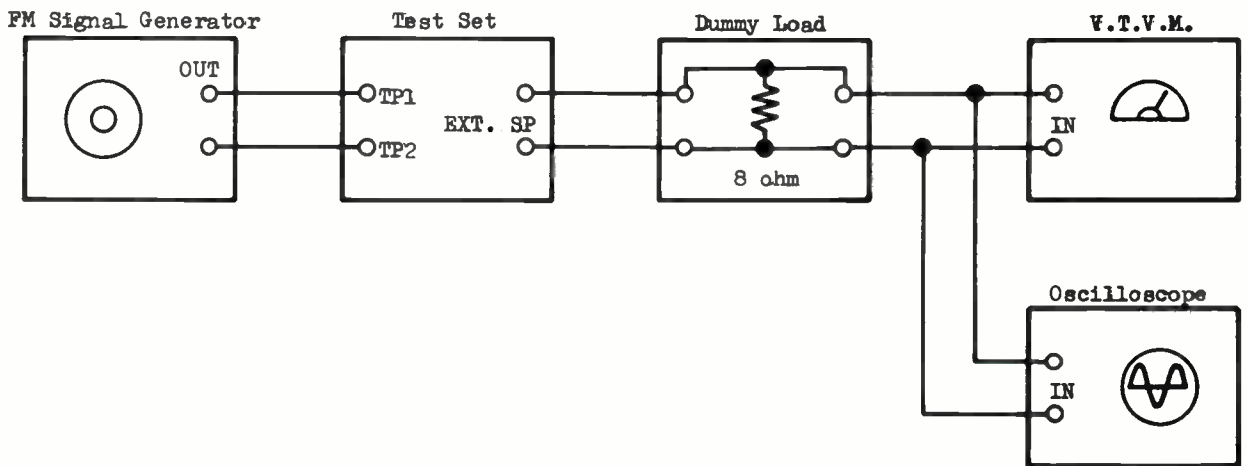 FM Signal Generator
Test Set
Dummy Load
V.T.V.M.
OUT
TP1
EXT. SP
TP2
8 ohm
IN
Oscilloscope
IN